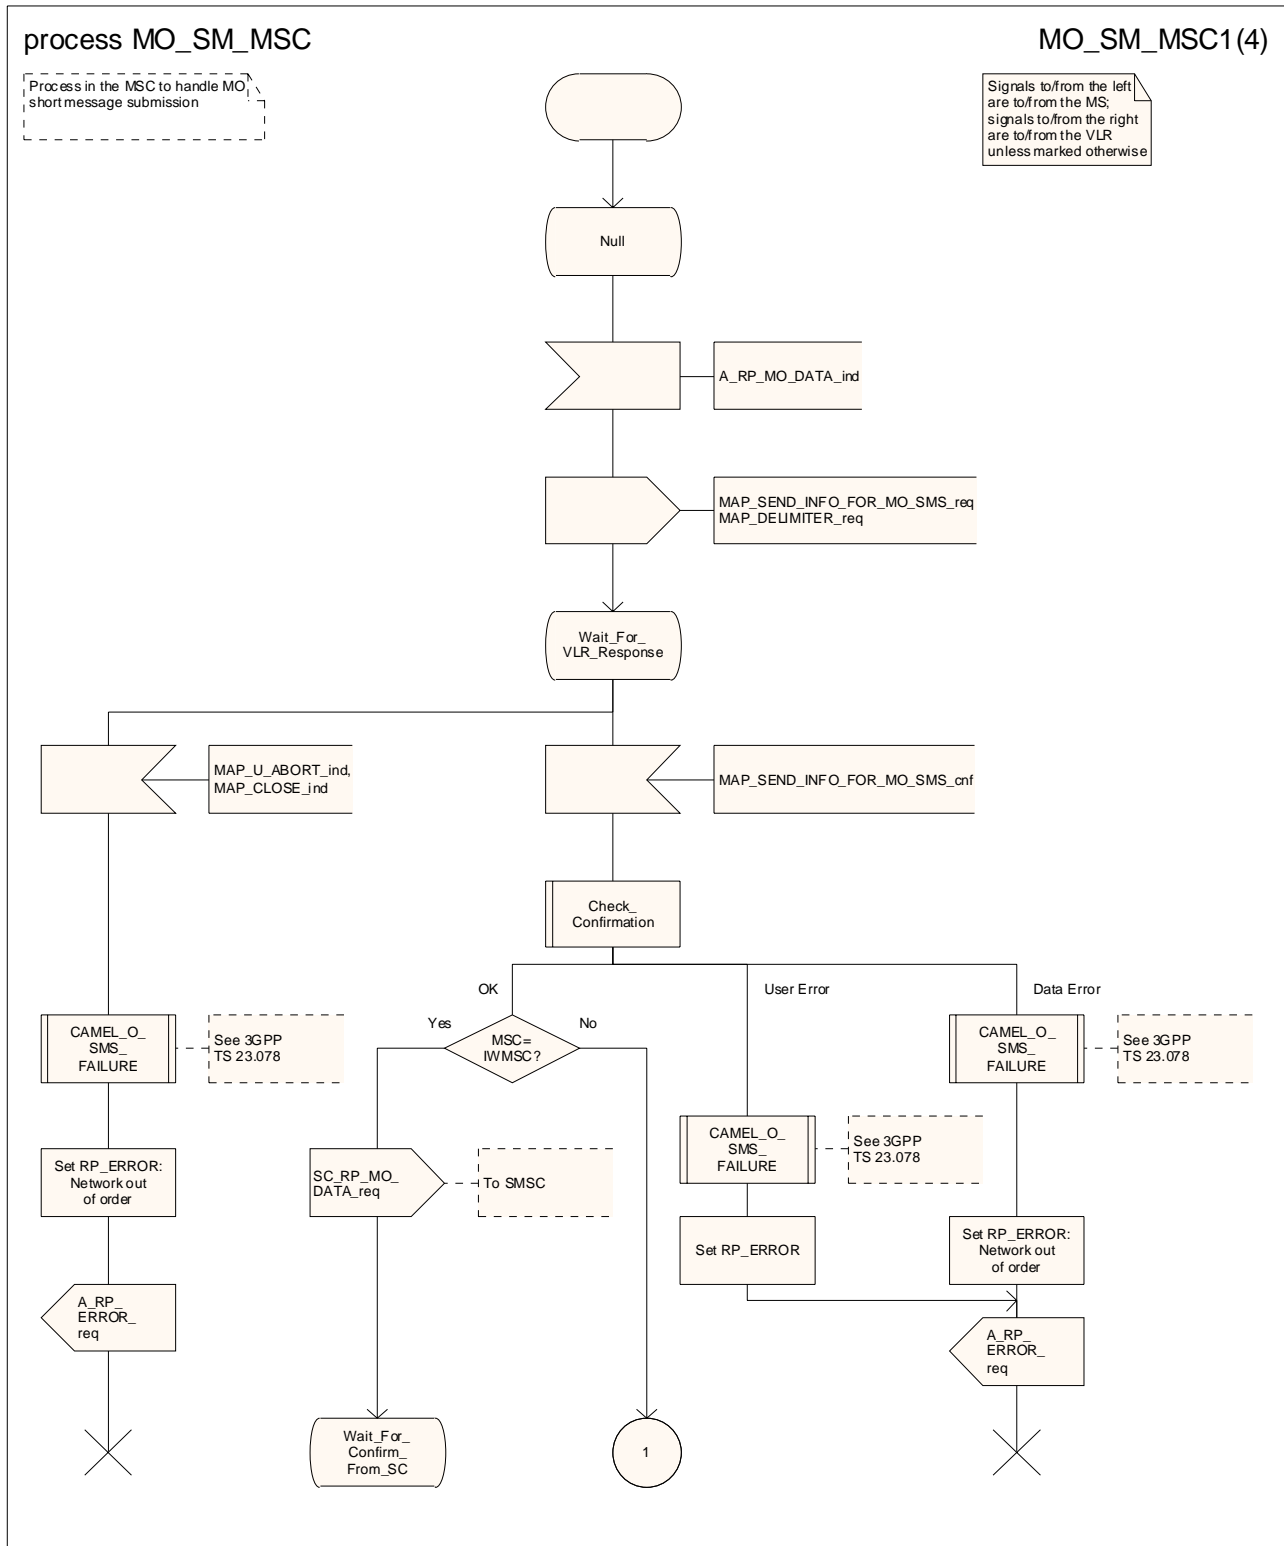 process MO_SM_MSC
MO_SM_MSC1(4)
Process in the MSC to handle MO
short message submission
Signals to/from the left
are to/from the MS;
signals to/from the right
are to/from the VLR
unless marked otherwise
Null
A_RP_MO_DATA_ind
MAP_SEND_INFO_FOR_MO_SMS_req
MAP_DELIMITER_req
Wait_For_
VLR_Response
MAP_U_ABORT_ind,
MAP_CLOSE_ind
MAP_SEND_INFO_FOR_MO_SMS_cnf
Check_
Confirmation
OK
User Error
Data Error
Yes
No
MSC=
IWMSC?
CAMEL_O_
SMS_
FAILURE
See 3GPP
TS 23.078
CAMEL_O_
SMS_
FAILURE
See 3GPP
TS 23.078
CAMEL_O_
SMS_
FAILURE
See 3GPP
TS 23.078
Set RP_ERROR:
Network out
of order
SC_RP_MO_
DATA_req
To SMSC
Set RP_ERROR
Set RP_ERROR:
Network out
of order
A_RP_
ERROR_
req
A_RP_
ERROR_
req
Wait_For_
Confirm_
From_SC
1